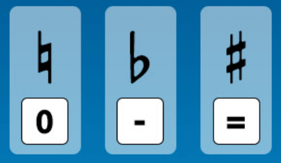 ♮ ♭ ♯
0 - =